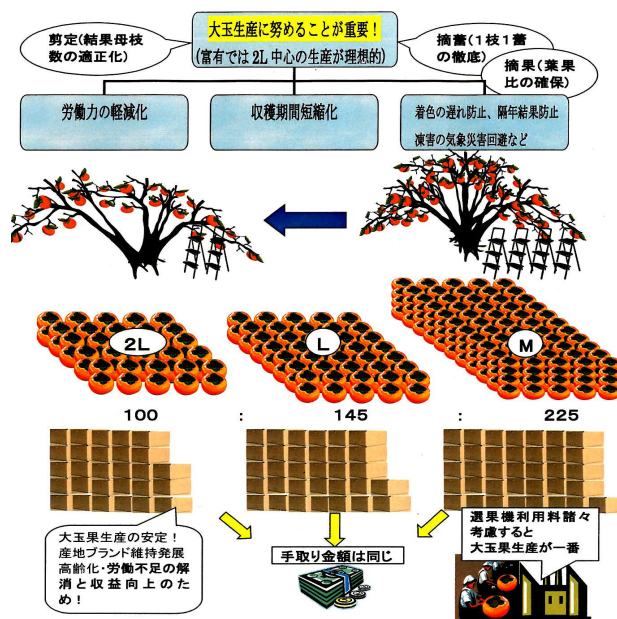 大玉生産に努めることが重要！
(富有では2L中心の生産が理想的)
剪定(結果母枝
数の適正化)
摘蕾(1枝1蕾
の徹底)
摘果(葉果
比の確保)
労働力の軽減化
収穫期間短縮化
着色の遅れ防止、隔年結果防止
凍害の気象災害回避など
2L
L
M
100 : 145 : 225
大玉果生産の安定！
産地ブランド維持発展
高齢化・労働不足の解
消と収益向上のた
め！
手取り金額は同じ
選果機利用料諸々
考慮すると
大玉果生産が一番